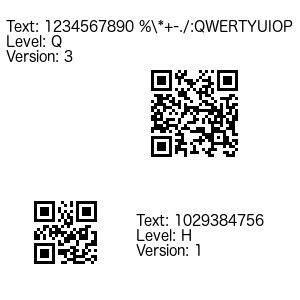 Text: 1234567890 %\*+-./:QWERTYUIOP
Level: Q
Version: 3
Text: 1029384756
Level: H
Version: 1